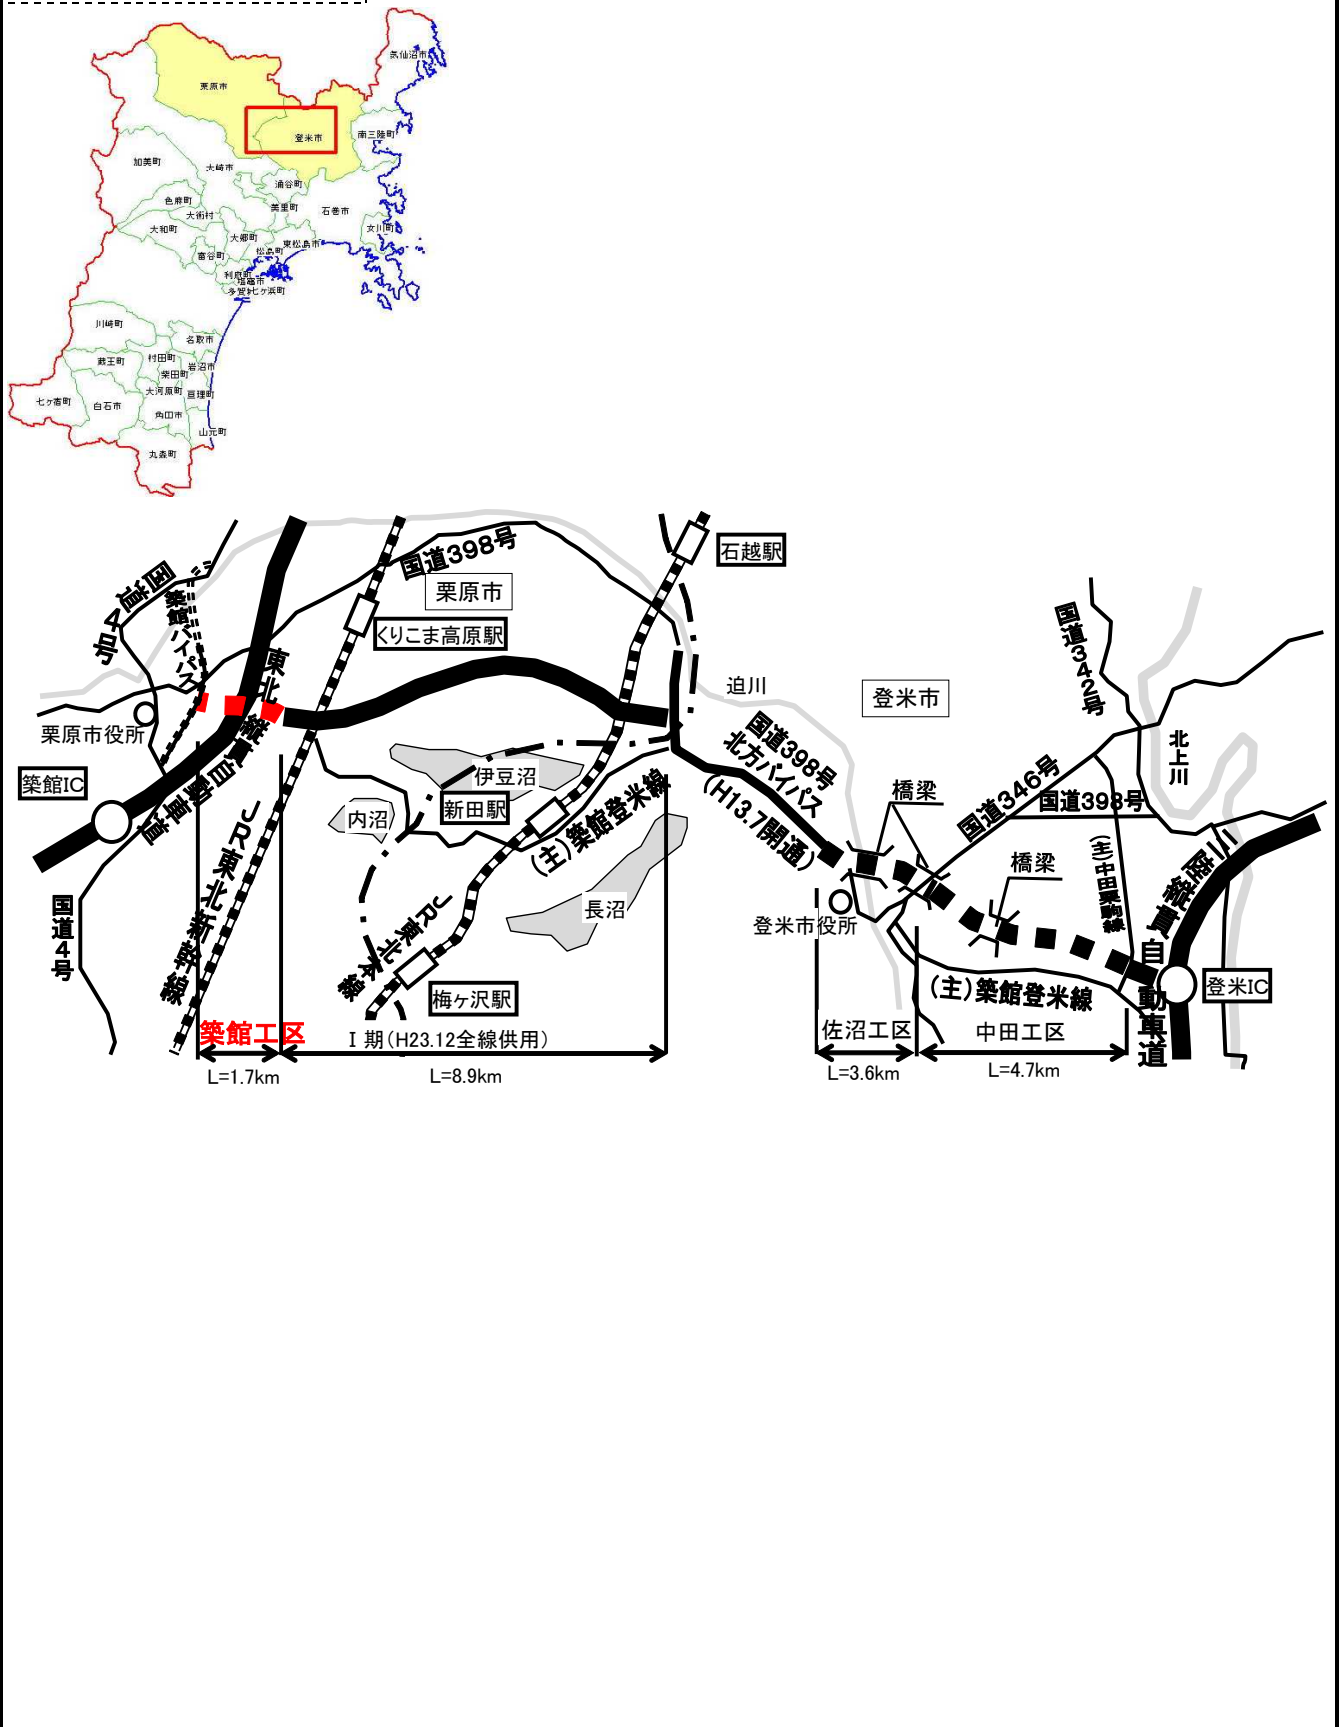 気仙沼市
栗原市
登米市
南三陸町
加美町
大崎市
涌谷町
色麻町
美里町
石巻市
大衡村
女川町
大和町
大郷町
東松島市
松島町
富谷町
利府町
塩竈市
七ヶ浜町
川崎町
名取市
村田町
蔵王町
岩沼市
柴田町
大河原町
亘理町
七ヶ宿町
白石市
角田市
山元町
丸森町
国道398号
石越駅
栗原市
国道4号
築館バイパス
くりこま高原駅
国道342号
東北縦貫自動車道
迫川
登米市
栗原市役所
国道398号
北方バイパス
(H13.7開通)
北上川
築館IC
伊豆沼
新田駅
内沼
橋梁
国道346号
国道398号
(主)築館登米線
JR東北新幹線
橋梁
(主)中田栗駒線
三陸縦貫自動車道
長沼
登米市役所
国道4号
JR東北本線
梅ヶ沢駅
(主)築館登米線
登米IC
築館工区
Ⅰ期(H23.12全線供用)
佐沼工区
中田工区
L=1.7km
L=8.9km
L=3.6km
L=4.7km